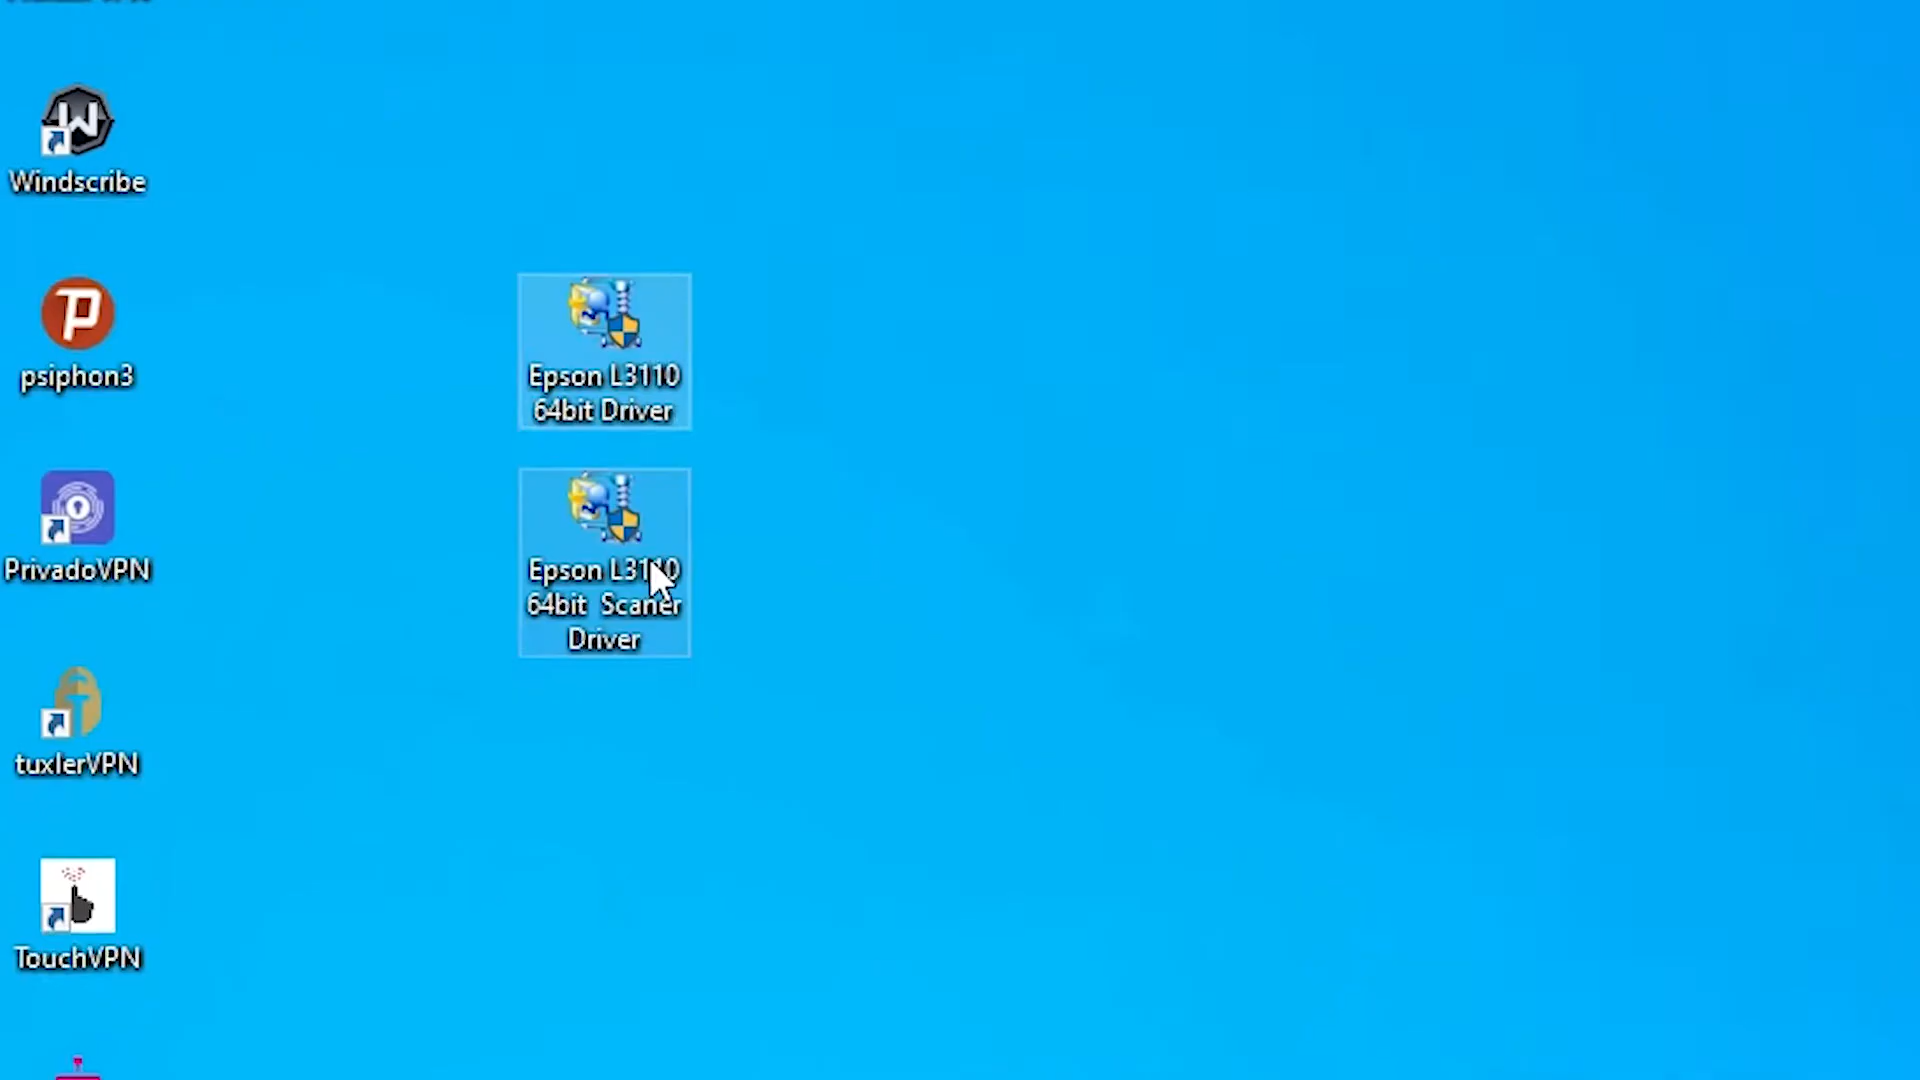 Windscribe
psiphon3
PrivadoVPN
tuxlerVPN
TouchVPN
Epson L3110
64bit Driver
Epson L3110
64bit  Scaner
Driver